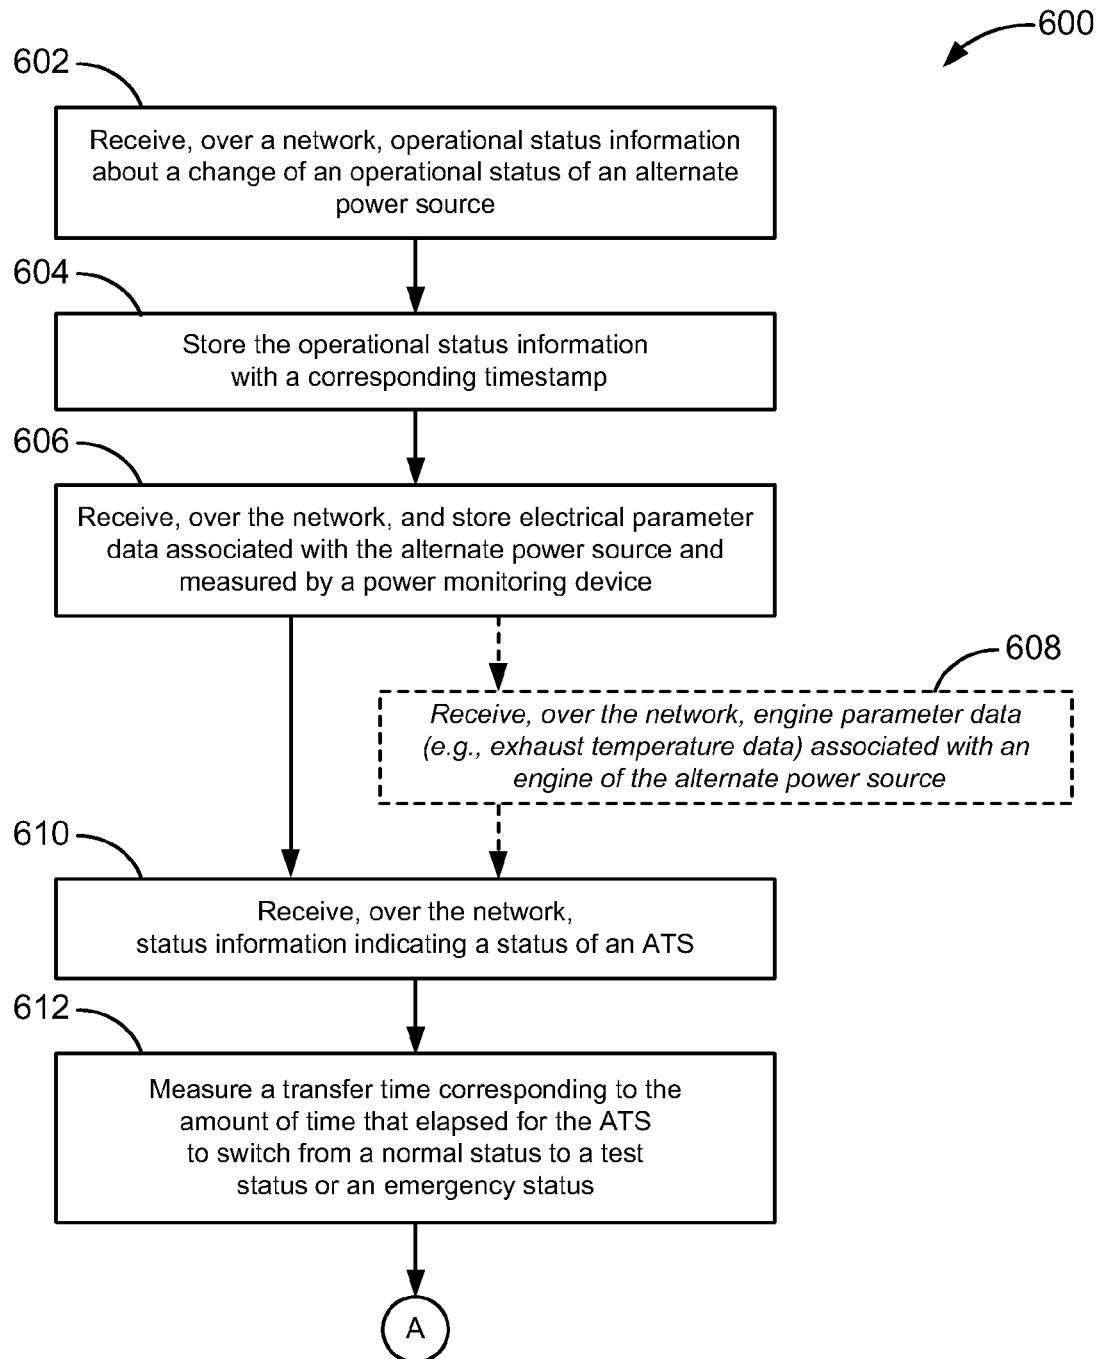 600
602
Receive, over a network, operational status information
about a change of an operational status of an alternate
power source
604
Store the operational status information
with a corresponding timestamp
606
Receive, over the network, and store electrical parameter
data associated with the alternate power source and
measured by a power monitoring device
608
Receive, over the network, engine parameter data
(e.g., exhaust temperature data) associated with an
engine of the alternate power source
610
Receive, over the network,
status information indicating a status of an ATS
612
Measure a transfer time corresponding to the
amount of time that elapsed for the ATS
to switch from a normal status to a test
status or an emergency status
A